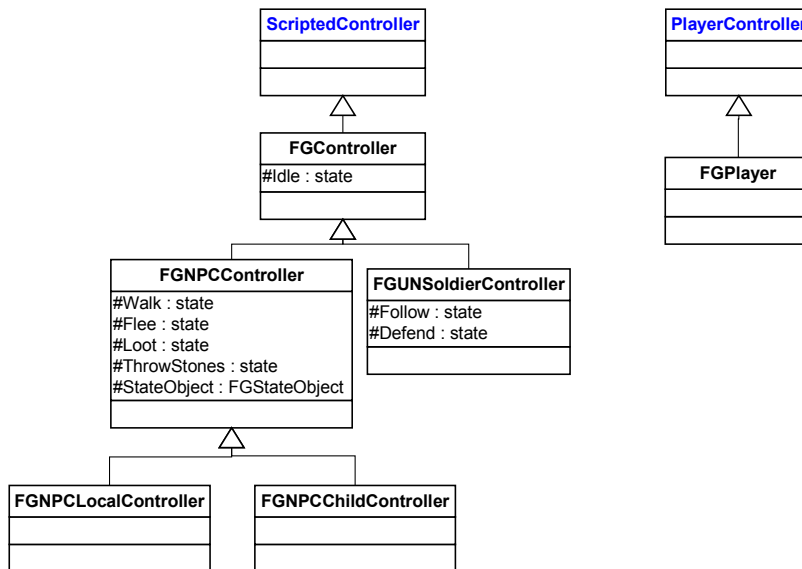 ScriptedController
PlayerController
FGController
#Idle : state
FGPlayer
FGNPCController
#Walk : state
#Flee : state
#Loot : state
#ThrowStones : state
#StateObject : FGStateObject
FGUNSoldierController
#Follow : state
#Defend : state
FGNPCLocalController
FGNPCChildController